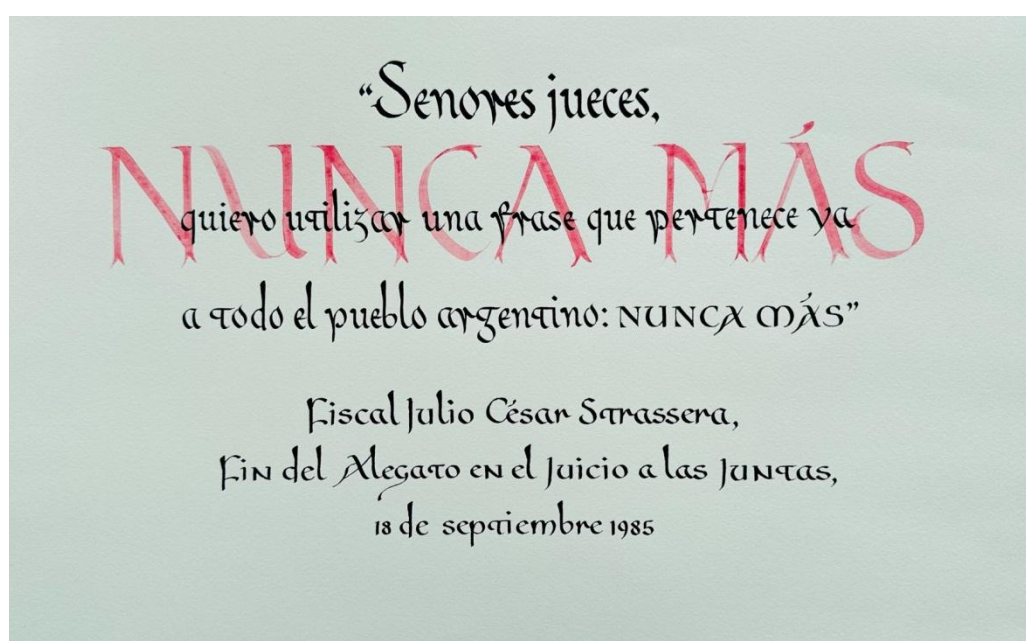 “Senores jueces,
NUNCA MÁS
quiero utilizar una frase que pertenece ya
a todo el pueblo argentino: NUNCA MÁS”
Fiscal Julio César Strassera,
Fin del Alegato en el Juicio a las Juntas,
18 de septiembre 1985